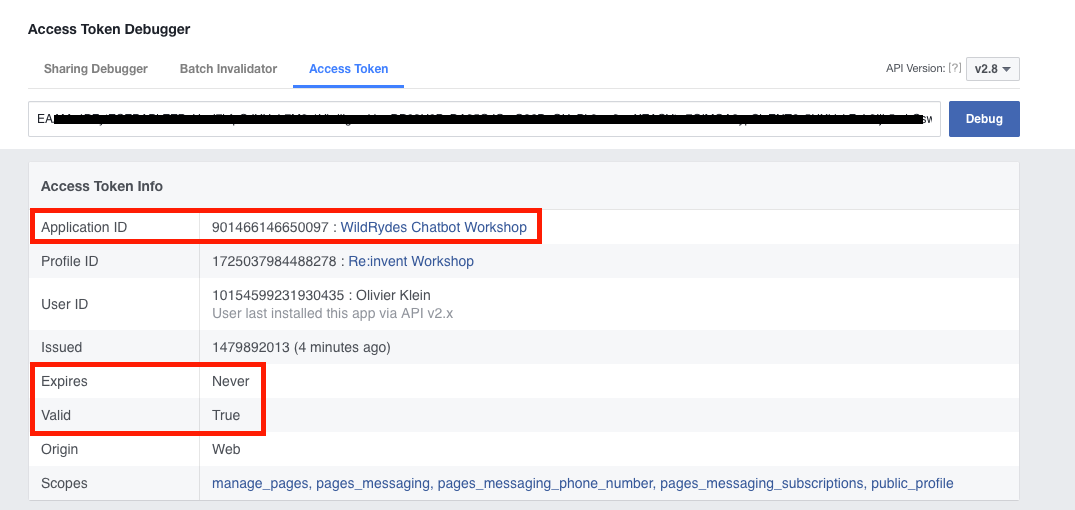 Access Token Debugger
Sharing Debugger Batch Invalidator Access Token API Version: [?] v2.8
EA Debug
Access Token Info
Application ID 901466146650097 : WildRydes Chatbot Workshop
Profile ID 1725037984488278 : Re:invent Workshop
User ID 10154599231930435 : Olivier Klein
User last installed this app via API v2.x
Issued 1479892013 (4 minutes ago)
Expires Never
Valid True
Origin Web
Scopes manage_pages, pages_messaging, pages_messaging_phone_number, pages_messaging_subscriptions, public_profile